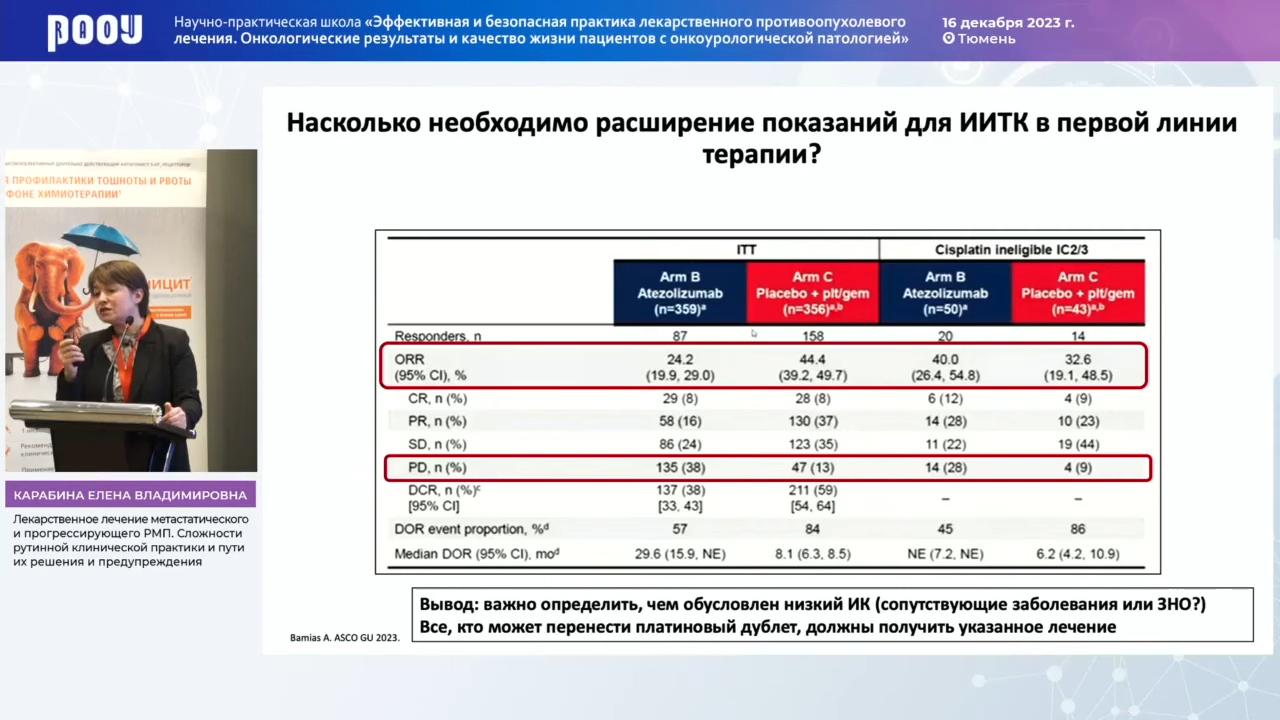 РООУ
RAOU
Научно-практическая школа «Эффективная и безопасная практика лекарственного противоопухолевого
лечения. Онкологические результаты и качество жизни пациентов с онкоурологической патологией»
16 декабря 2023 г.
Тюмень
Я ПРОФИЛАКТИКИ ТОШНОТЫ И РВОТЫ
ФОНЕ ХИМИОТЕРАПИИ¹
ИЦИТ
Рекоменд
Применение
КАРАБИНА ЕЛЕНА ВЛАДИМИРОВНА
Лекарственное лечение метастатического
и прогрессирующего РМП. Сложности
рутинной клинической практики и пути
их решения и предупреждения
Насколько необходимо расширение показаний для ИИТК в первой линии
терапии?
ITT Cisplatin ineligible IC2/3
Arm B Arm C Arm B Arm C
Atezolizumab Placebo + plt/gem Atezolizumab Placebo + plt/gem
(n=359)ᵃ (n=356)ᵃ,ᵇ (n=50)ᵃ (n=43)ᵃ,ᵇ
Responders, n 87 158 20 14
ORR 24.2 44.4 40.0 32.6
(95% CI), % (19.9, 29.0) (39.2, 49.7) (26.4, 54.8) (19.1, 48.5)
CR, n (%) 29 (8) 28 (8) 6 (12) 4 (9)
PR, n (%) 58 (16) 130 (37) 14 (28) 10 (23)
SD, n (%) 86 (24) 123 (35) 11 (22) 19 (44)
PD, n (%) 135 (38) 47 (13) 14 (28) 4 (9)
DCR, n (%)ᶜ 137 (38) 211 (59) – –
[95% CI] [33, 43] [54, 64]
DOR event proportion, %ᵈ 57 84 45 86
Median DOR (95% CI), moᵈ 29.6 (15.9, NE) 8.1 (6.3, 8.5) NE (7.2, NE) 6.2 (4.2, 10.9)
Вывод: важно определить, чем обусловлен низкий ИК (сопутствующие заболевания или ЗНО?)
Все, кто может перенести платиновый дублет, должны получить указанное лечение
Bamias A. ASCO GU 2023.